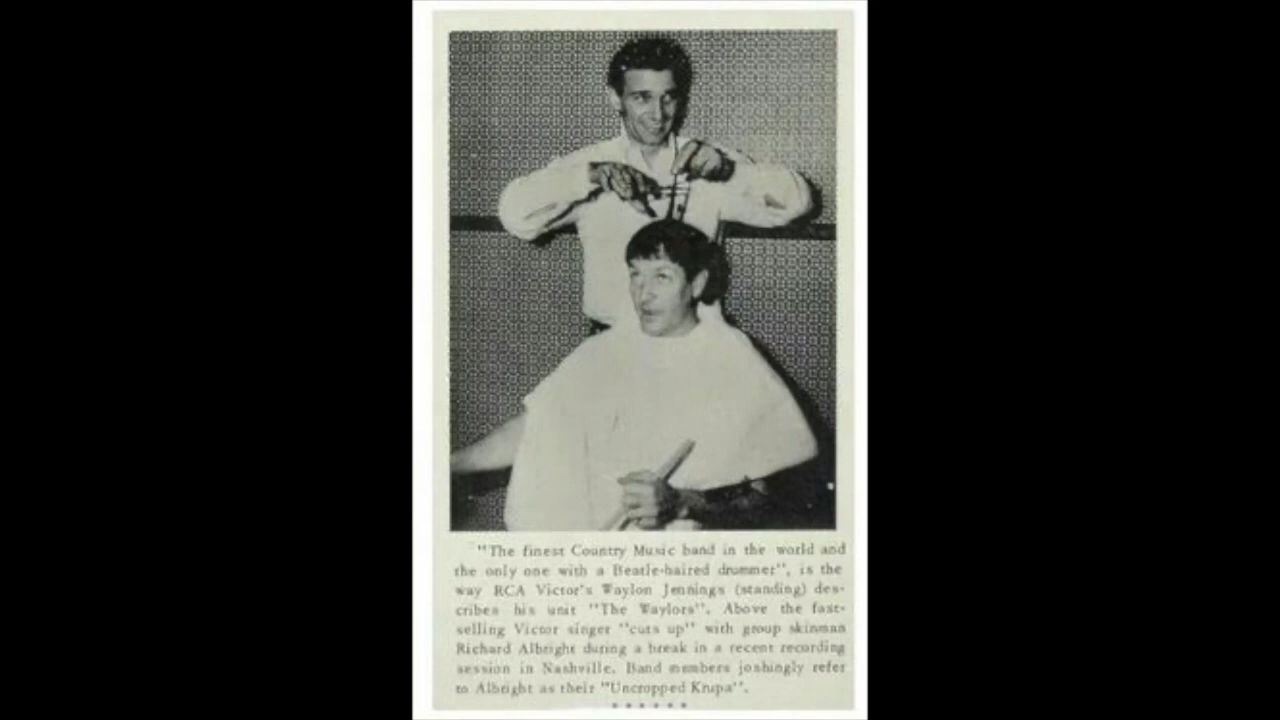 "The finest Country Music band in the world and
the only one with a Beatle-haired drummer", is the
way RCA Victor's Waylon Jennings (standing) des-
cribes his unit "The Waylors". Above the fast-
selling Victor singer "cuts up" with group skinman
Richard Albright during a break in a recent recording
session in Nashville. Band members joshingly refer
to Albright as their "Uncropped Krupa".